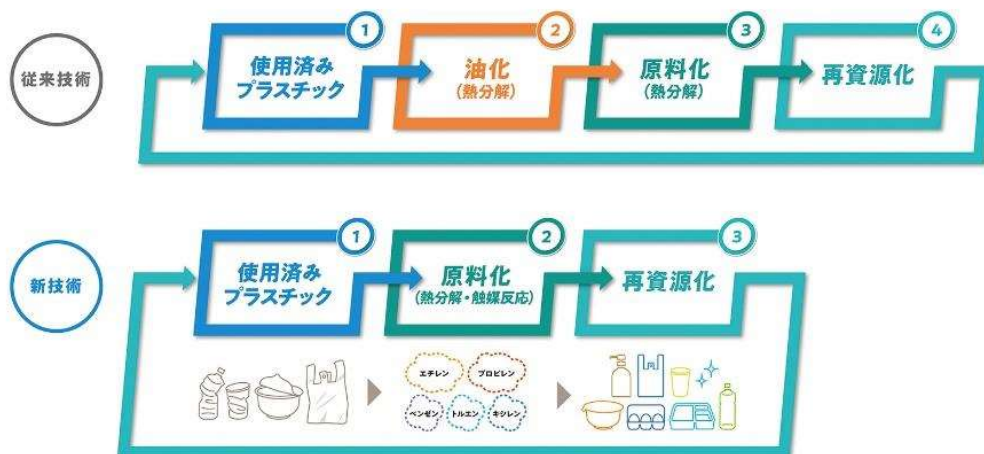 従来技術
1
使用済み
プラスチック
2
油化
(熱分解)
3
原料化
(熱分解)
4
再資源化
新技術
1
使用済み
プラスチック
2
原料化
(熱分解・触媒反応)
3
再資源化
エチレン
プロピレン
ベンゼン
トルエン
キシレン